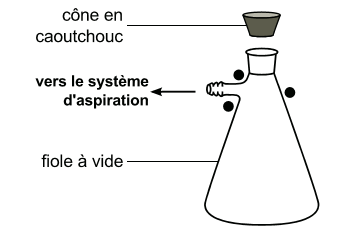 cône en
caoutchouc
vers le système
d'aspiration
fiole à vide